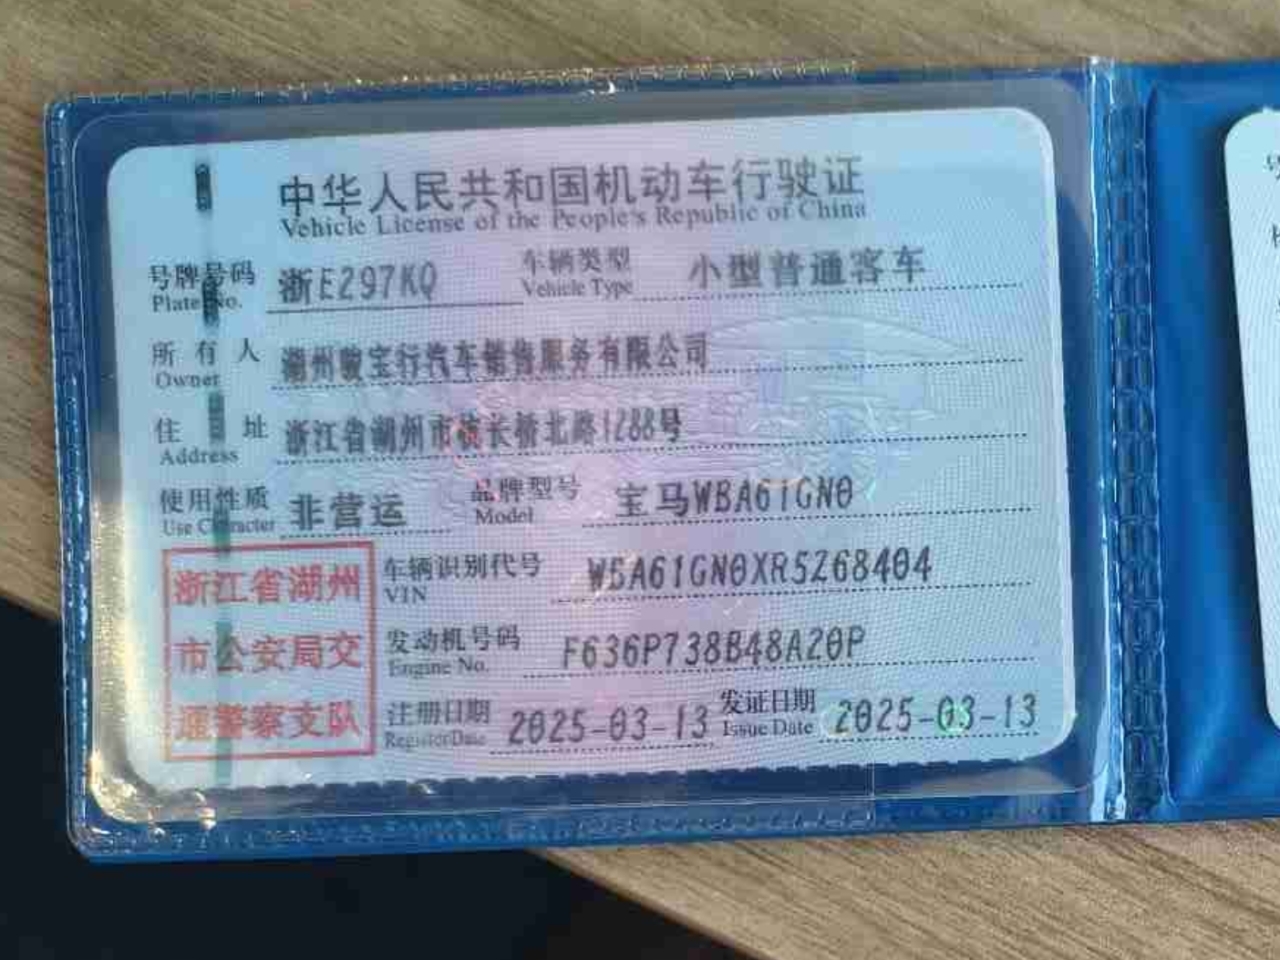 中华人民共和国机动车行驶证
Vehicle License of the People's Republic of China
号牌号码 浙E297KQ 车辆类型 小型普通客车
Plate No. Vehicle Type
所有人 湖州骏宝行汽车销售服务有限公司
Owner
住址 浙江省湖州市 长桥北路1288号
Address
使用性质 非营运 品牌型号 宝马WBA61GN0
Use Character Model
浙江省湖州 车辆识别代号 WBA61GN0XR5Z68404
VIN
市公安局交 发动机号码 F636P738B48A20P
Engine No.
通警察支队 注册日期 2025-03-13 发证日期 2025-03-13
Register Date Issue Date